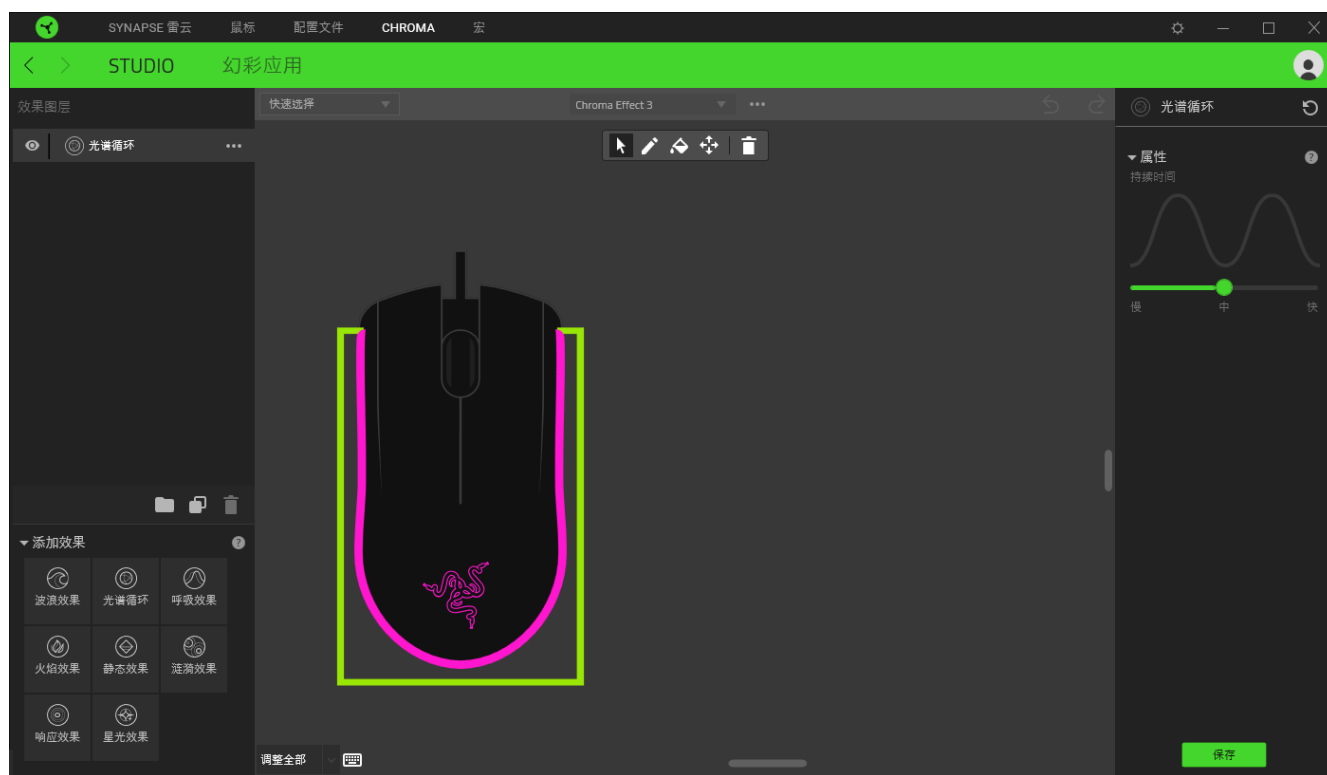 SYNAPSE 雷云 鼠标 配置文件 CHROMA 宏
STUDIO 幻彩应用
效果图层
快速选择
Chroma Effect 3
光谱循环
光谱循环
属性
持续时间
慢 中 快
添加效果
波浪效果 光谱循环 呼吸效果
火焰效果 静态效果 涟漪效果
响应效果 星光效果
调整全部
保存